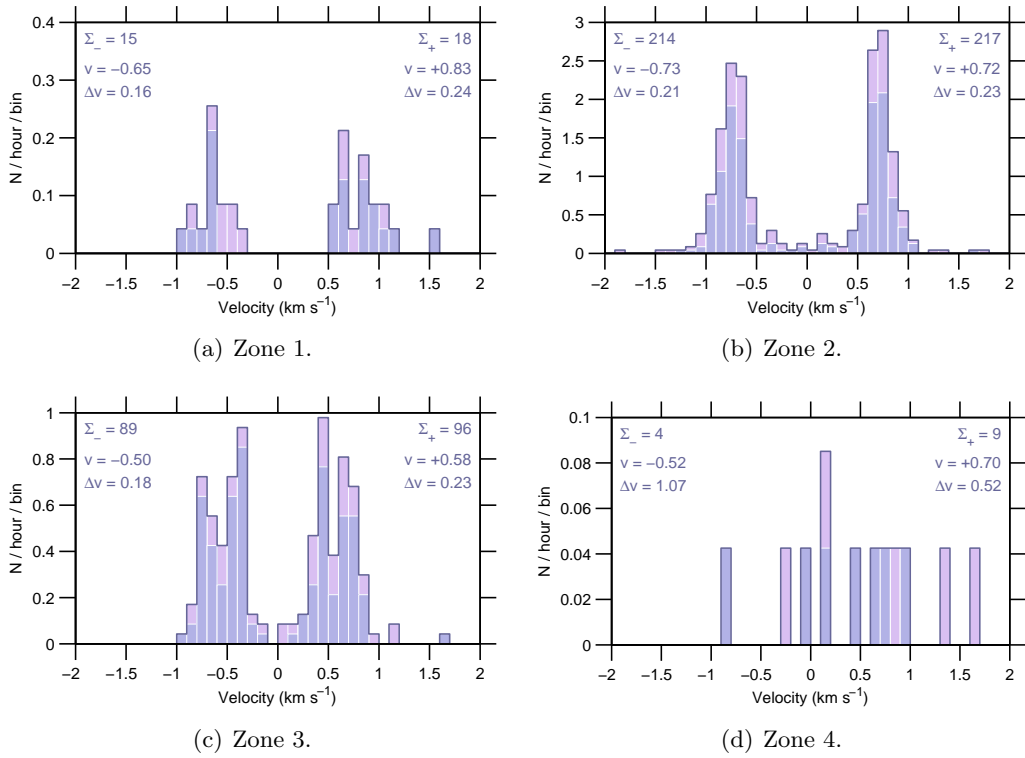 0.4
0.3
0.2
0.1
0
N / hour / bin
Σ₋ = 15
v = −0.65
Δv 0.16
Σ₊ = 18
v = +0.83
Δv 0.24
−2 −1.5 −1 −0.5 0 0.5 1 1.5 2
Velocity (km s⁻¹)
(a) Zone 1.
3
2.5
2
1.5
1
0.5
0
N / hour / bin
Σ₋ = 214
v = −0.73
Δv 0.21
Σ₊ = 217
v = +0.72
Δv 0.23
−2 −1.5 −1 −0.5 0 0.5 1 1.5 2
Velocity (km s⁻¹)
(b) Zone 2.
1
0.8
0.6
0.4
0.2
0
N / hour / bin
Σ₋ = 89
v = −0.50
Δv 0.18
Σ₊ = 96
v = +0.58
Δv 0.23
−2 −1.5 −1 −0.5 0 0.5 1 1.5 2
Velocity (km s⁻¹)
(c) Zone 3.
0.1
0.08
0.06
0.04
0.02
0
N / hour / bin
Σ₋ = 4
v = −0.52
Δv 1.07
Σ₊ = 9
v = +0.70
Δv 0.52
−2 −1.5 −1 −0.5 0 0.5 1 1.5 2
Velocity (km s⁻¹)
(d) Zone 4.